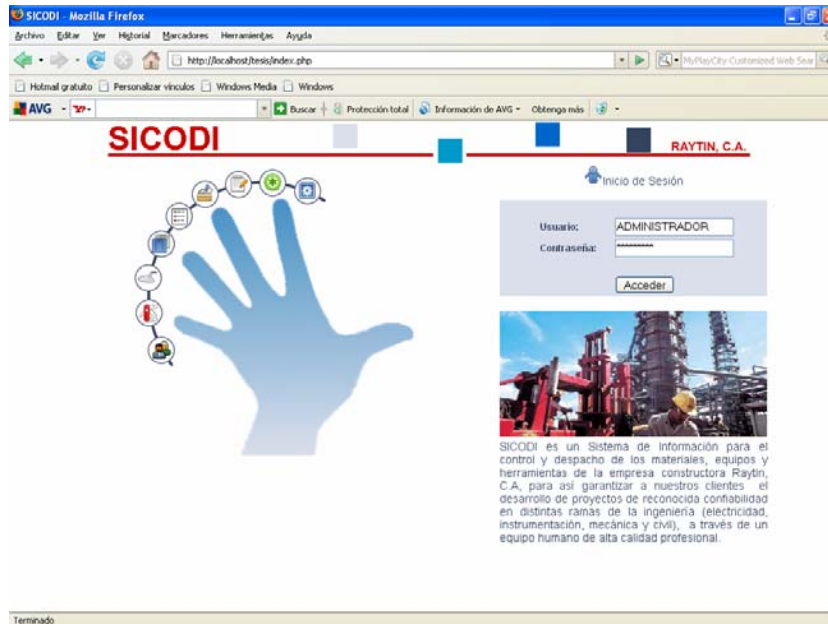 SICODI - Mozilla Firefox
Archivo Editar Ver Historial Marcadores Herramientas Ayuda
http://localhost/tesis/index.php
MyPlayCity Customized Web Sear
Hotmail gratuito Personalizar vínculos Windows Media Windows
AVG Buscar Protección total Información de AVG Obtenga más
SICODI
RAYTIN, C.A.
Inicio de Sesión
Usuario: ADMINISTRADOR
Contraseña: *********
Acceder
SICODI es un Sistema de Información para el
control y despacho de los materiales, equipos y
herramientas de la empresa constructora Raytin,
C.A, para así garantizar a nuestros clientes el
desarrollo de proyectos de reconocida confiabilidad
en distintas ramas de la ingeniería (electricidad,
instrumentación, mecánica y civil), a través de un
equipo humano de alta calidad profesional.
Terminado